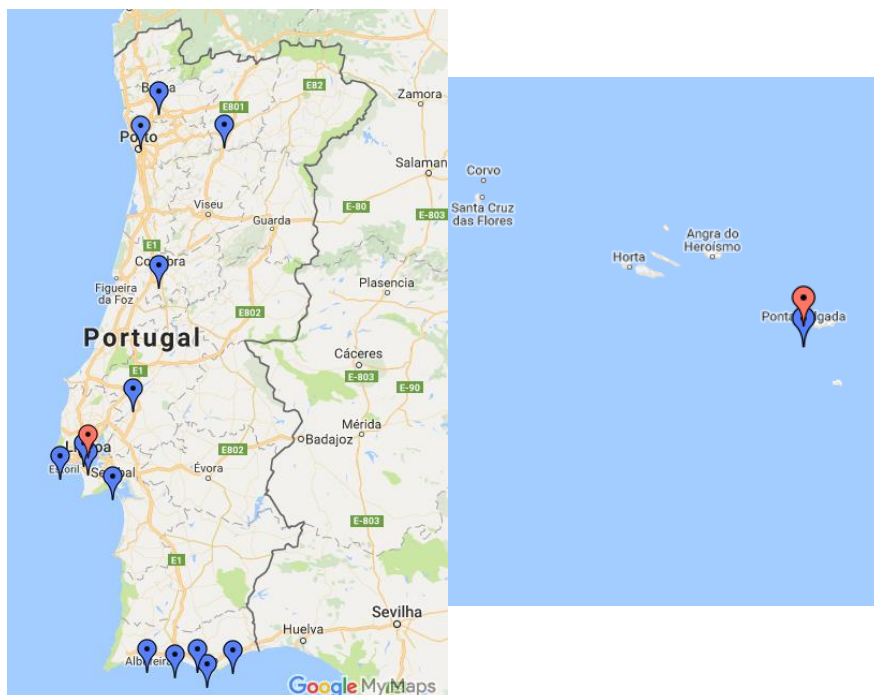 E82
Zamora
E801
Porto
Salaman
Viseu
E-80
E-803
Guarda
E1
Figueira
da Foz
Plasencia
E802
Portugal
Cáceres
E-803
E1
E-90
Mérida
Badajoz
E802
Évora
E-803
E1
Sevilha
Huelva
Google My Maps
Corvo
Santa Cruz
das Flores
Angra do
Heroísmo
Horta